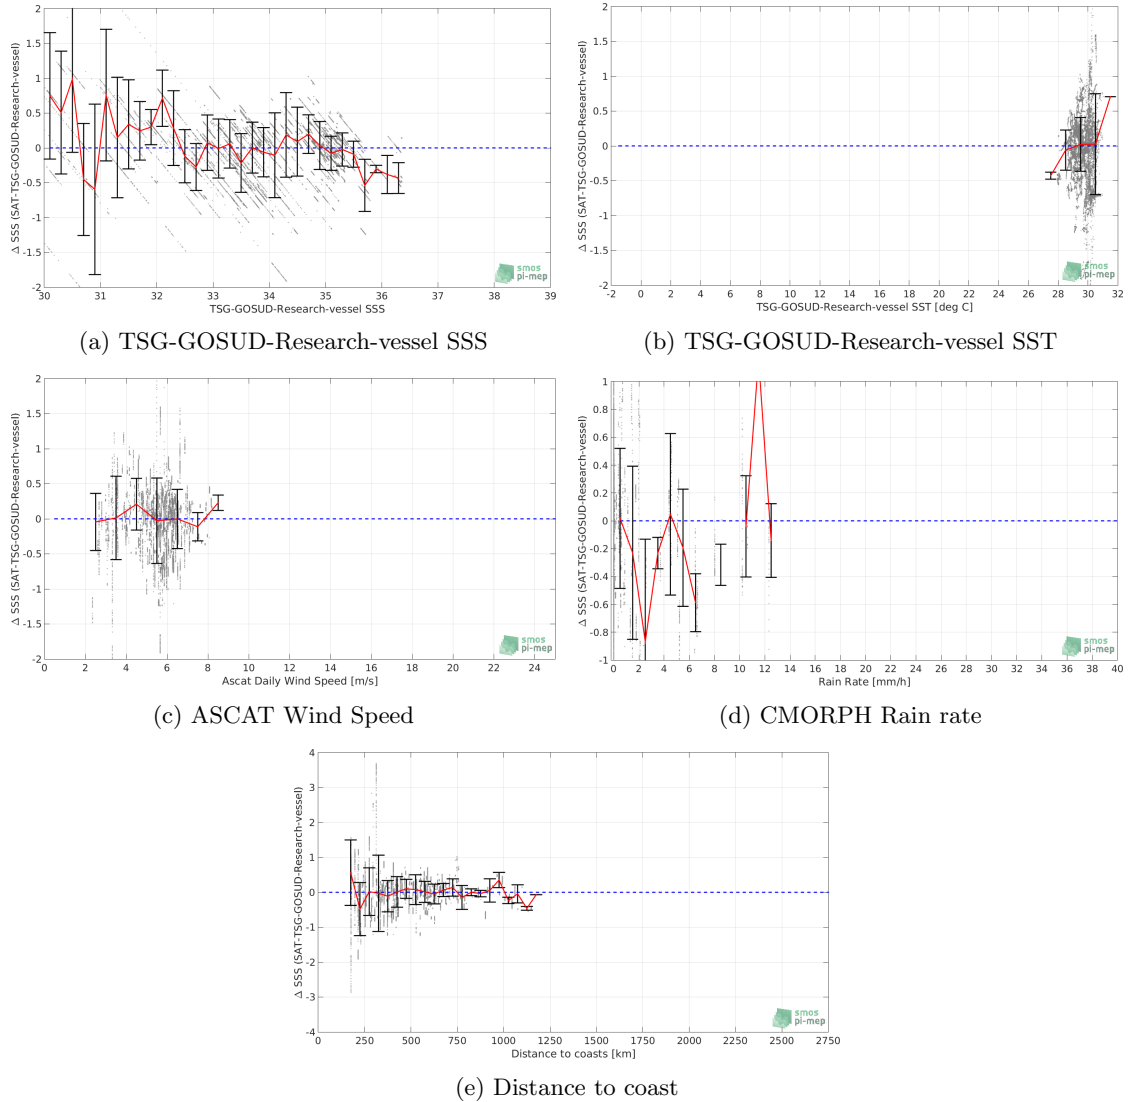 Δ SSS (SAT-TSG-GOSUD-Research-vessel)
2
1.5
1
0.5
0
-0.5
-1
-1.5
-2
30 31 32 33 34 35 36 37 38 39
TSG-GOSUD-Research-vessel SSS
smos
pi-mep
(a) TSG-GOSUD-Research-vessel SSS
Δ SSS (SAT-TSG-GOSUD-Research-vessel)
2
1.5
1
0.5
0
-0.5
-1
-1.5
-2
-2 0 2 4 6 8 10 12 14 16 18 20 22 24 26 28 30 32
TSG-GOSUD-Research-vessel SST [deg C]
smos
pi-mep
(b) TSG-GOSUD-Research-vessel SST
Δ SSS (SAT-TSG-GOSUD-Research-vessel)
2
1.5
1
0.5
0
-0.5
-1
-1.5
-2
0 2 4 6 8 10 12 14 16 18 20 22 24
Ascat Daily Wind Speed [m/s]
smos
pi-mep
(c) ASCAT Wind Speed
Δ SSS (SAT-TSG-GOSUD-Research-vessel)
1
0.8
0.6
0.4
0.2
0
-0.2
-0.4
-0.6
-0.8
-1
0 2 4 6 8 10 12 14 16 18 20 22 24 26 28 30 32 34 36 38 40
Rain Rate [mm/h]
smos
pi-mep
(d) CMORPH Rain rate
Δ SSS (SAT-TSG-GOSUD-Research-vessel)
4
3
2
1
0
-1
-2
-3
-4
0 250 500 750 1000 1250 1500 1750 2000 2250 2500 2750
Distance to coasts [km]
smos
pi-mep
(e) Distance to coast